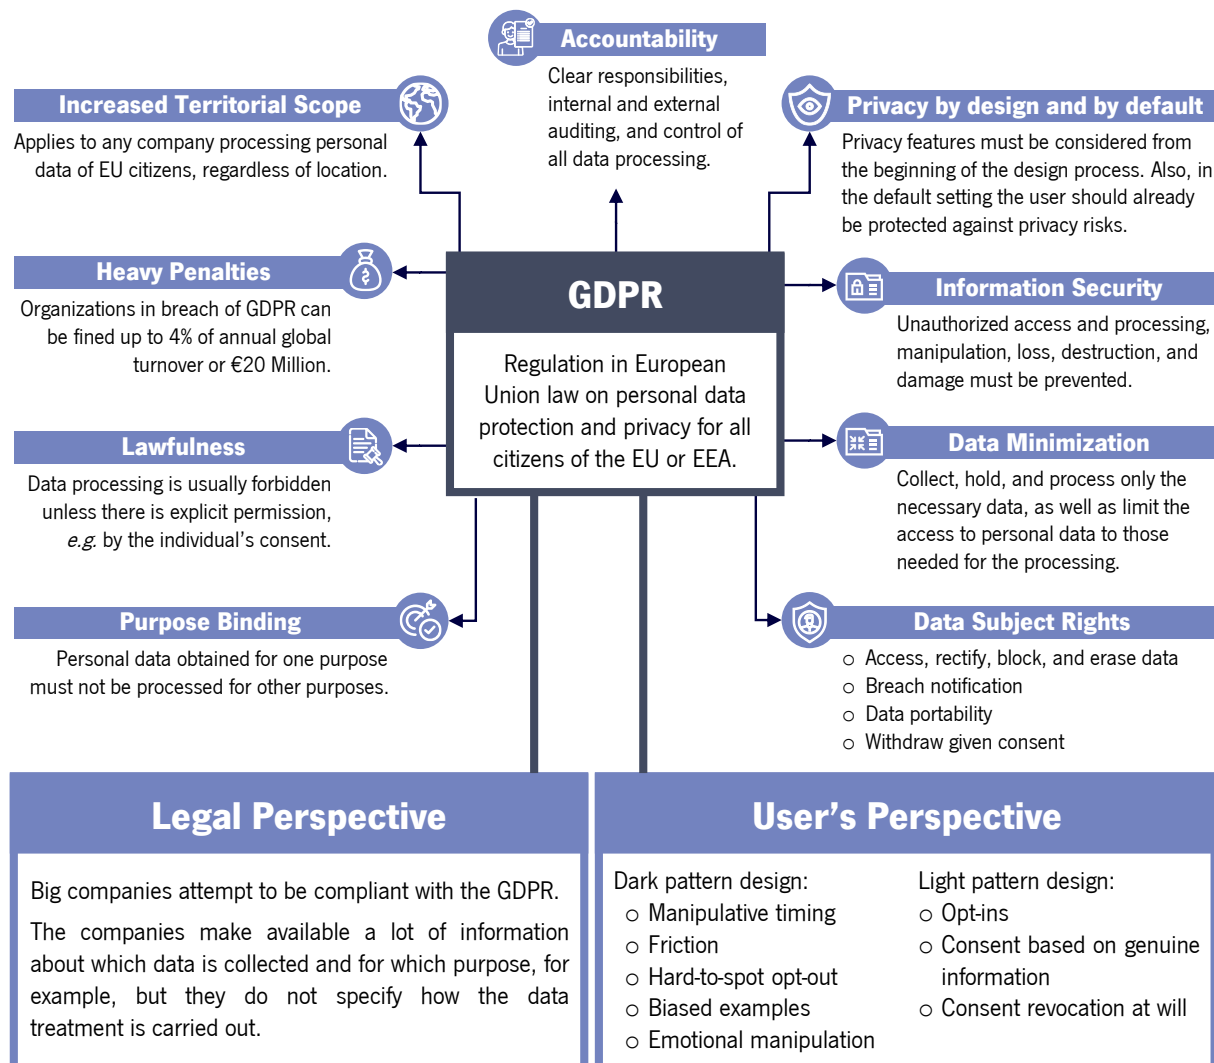 Accountability
Clear responsibilities,
internal and external
auditing, and control of
all data processing.
Increased Territorial Scope
Applies to any company processing personal
data of EU citizens, regardless of location.
Privacy by design and by default
Privacy features must be considered from
the beginning of the design process. Also, in
the default setting the user should already
be protected against privacy risks.
Heavy Penalties
Organizations in breach of GDPR can
be fined up to 4% of annual global
turnover or €20 Million.
GDPR
Regulation in European
Union law on personal data
protection and privacy for all
citizens of the EU or EEA.
Information Security
Unauthorized access and processing,
manipulation, loss, destruction, and
damage must be prevented.
Lawfulness
Data processing is usually forbidden
unless there is explicit permission,
e.g. by the individual's consent.
Data Minimization
Collect, hold, and process only the
necessary data, as well as limit the
access to personal data to those
needed for the processing.
Purpose Binding
Personal data obtained for one purpose
must not be processed for other purposes.
Data Subject Rights
○ Access, rectify, block, and erase data
○ Breach notification
○ Data portability
○ Withdraw given consent
Legal Perspective
Big companies attempt to be compliant with the GDPR.
The companies make available a lot of information
about which data is collected and for which purpose, for
example, but they do not specify how the data
treatment is carried out.
User's Perspective
Dark pattern design:
○ Manipulative timing
○ Friction
○ Hard-to-spot opt-out
○ Biased examples
○ Emotional manipulation
Light pattern design:
○ Opt-ins
○ Consent based on genuine
information
○ Consent revocation at will